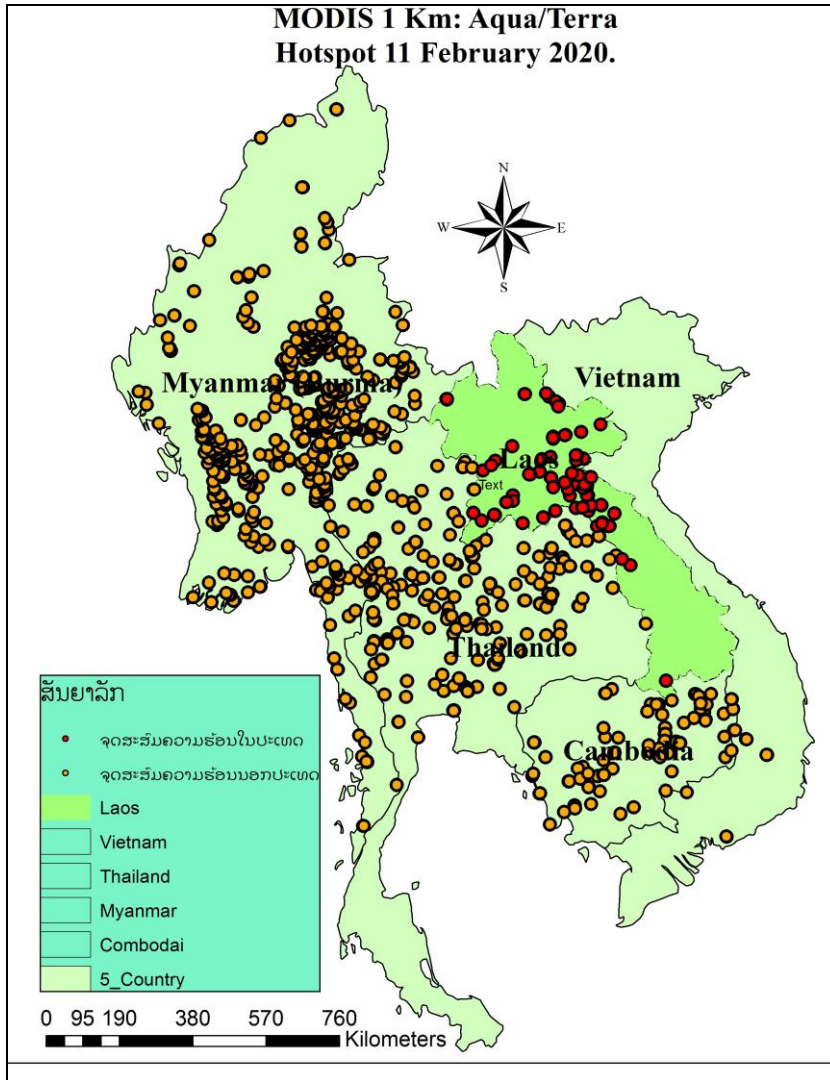 MODIS 1 Km: Aqua/Terra
Hotspot 11 February 2020.
N
W
E
S
Myanmar (Burma)
Vietnam
Laos
Text
Thailand
Cambodia
ສັນຍາລັກ
ຈຸດສະສົມຄວາມຮ້ອນໃນປະເທດ
ຈຸດສະສົມຄວາມຮ້ອນນອກປະເທດ
Laos
Vietnam
Thailand
Myanmar
Combodai
5_Country
0 95 190 380 570 760
Kilometers